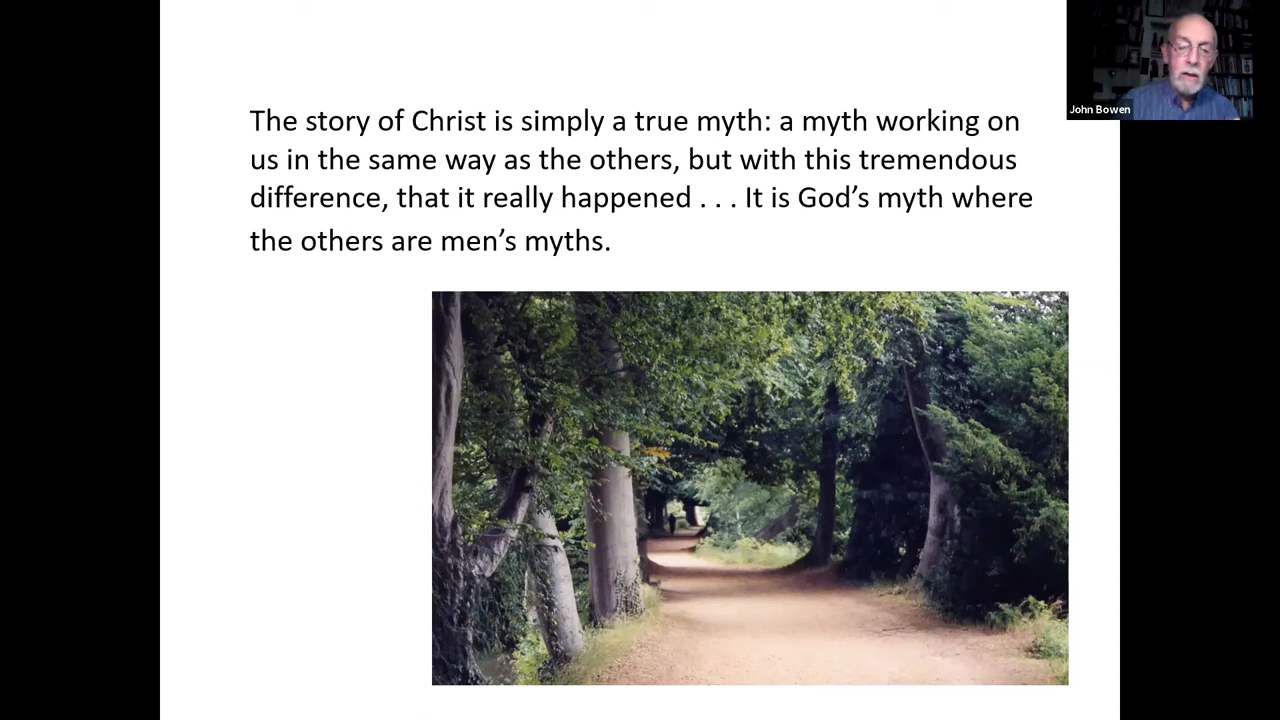 The story of Christ is simply a true myth: a myth working on
us in the same way as the others, but with this tremendous
difference, that it really happened . . . It is God’s myth where
the others are men’s myths.
John Bowen